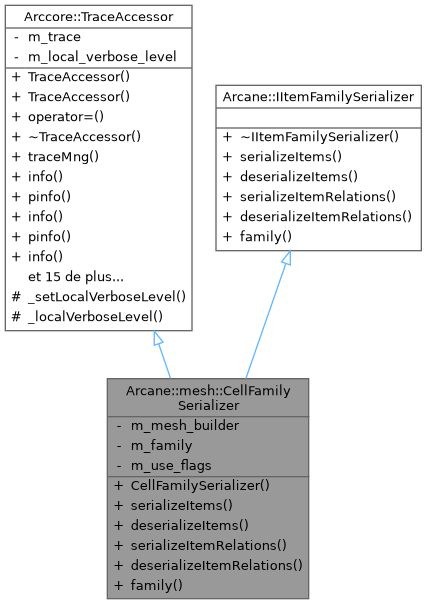 Arccore::TraceAccessor
- m_trace
- m_local_verbose_level
+ TraceAccessor()
+ TraceAccessor()
+ operator=()
+ ~TraceAccessor()
+ traceMng()
+ info()
+ pinfo()
+ info()
+ pinfo()
+ info()
et 15 de plus...
# _setLocalVerboseLevel()
# _localVerboseLevel()
Arcane::IItemFamilySerializer
+ ~IItemFamilySerializer()
+ serializeItems()
+ deserializeItems()
+ serializeItemRelations()
+ deserializeItemRelations()
+ family()
Arcane::mesh::CellFamily
Serializer
- m_mesh_builder
- m_family
- m_use_flags
+ CellFamilySerializer()
+ serializeItems()
+ deserializeItems()
+ serializeItemRelations()
+ deserializeItemRelations()
+ family()